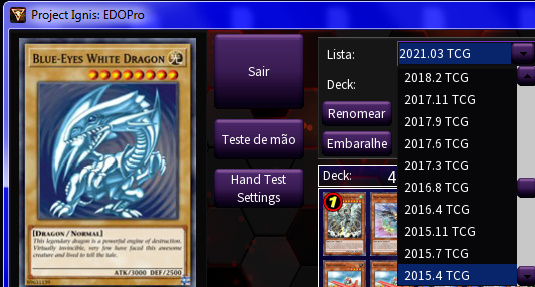 Project Ignis: EDOPro
BLUE-EYES WHITE DRAGON
[DRAGON / NORMAL]
This legendary dragon is a powerful engine of destruction.
Virtually invincible, very few have faced this awesome
creature and lived to tell the tale.
ATK/3000 DEF/2500
Sair
Teste de mão
Hand Test
Settings
Lista:
2021.03 TCG
Deck:
Renomear
Embaralhe
Deck:
4
1
2018.2 TCG
2017.11 TCG
2017.9 TCG
2017.6 TCG
2017.3 TCG
2016.8 TCG
2016.4 TCG
2015.11 TCG
2015.7 TCG
2015.4 TCG